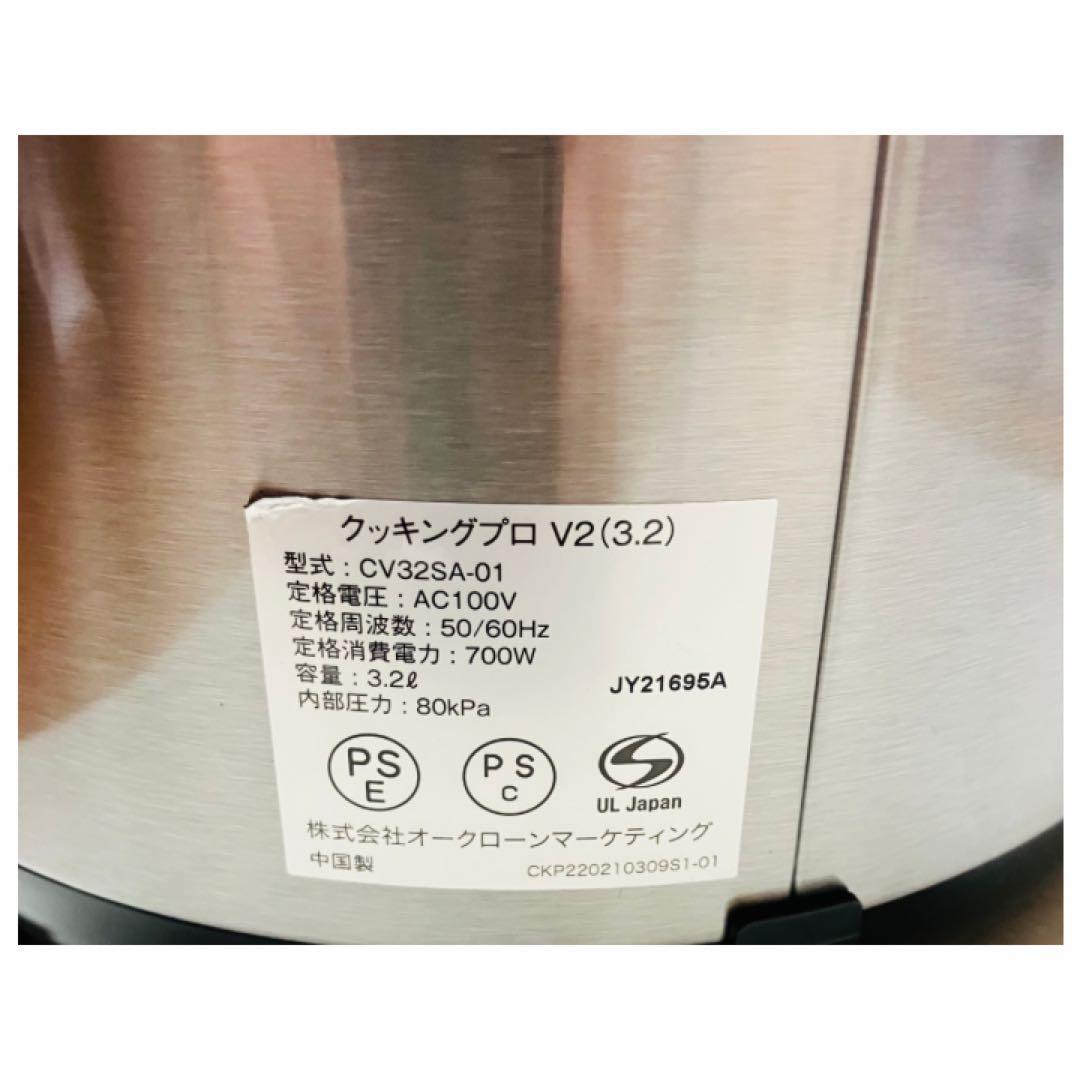 クッキングプロ V2(3.2)
型式：CV32SA-01
定格電圧：AC100V
定格周波数：50/60Hz
定格消費電力：700W
容量：3.2ℓ
内部圧力：80kPa
JY21695A
PS
E
PS
C
UL Japan
株式会社オークローンマーケティング
中国製
CKP220210309S1-01